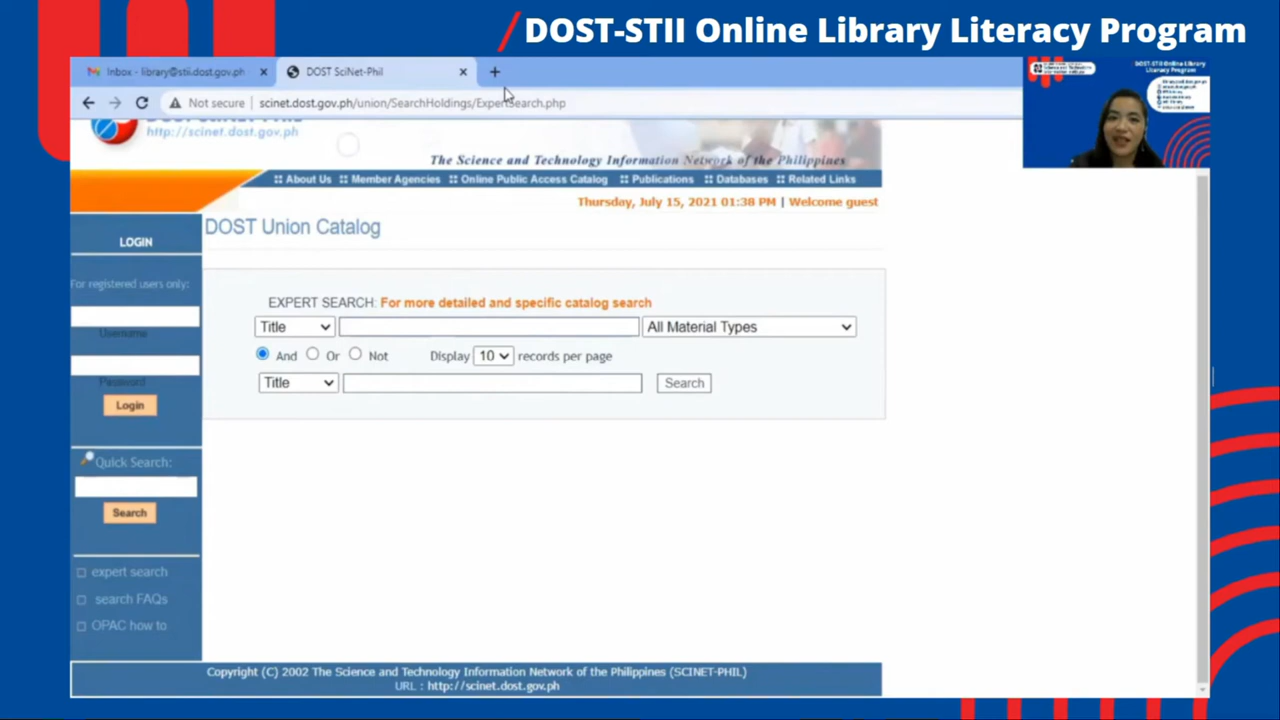 DOST-STII Online Library Literacy Program
Inbox - library@stii.dost.gov.ph
DOST SciNet-Phil
Not secure
scinet.dost.gov.ph/union/SearchHoldings/ExpertSearch.php
http://scinet.dost.gov.ph
The Science and Technology Information Network of the Philippines
About Us
Member Agencies
Online Public Access Catalog
Publications
Databases
Related Links
Thursday, July 15, 2021 01:38 PM | Welcome guest
LOGIN
For registered users only:
Username
Password
Login
Quick Search:
Search
expert search
search FAQs
OPAC how to
DOST Union Catalog
EXPERT SEARCH: For more detailed and specific catalog search
Title
All Material Types
And Or Not Display 10 records per page
Title
Search
Copyright (C) 2002 The Science and Technology Information Network of the Philippines (SCINET-PHIL)
URL : http://scinet.dost.gov.ph
DOST-STII Online Library
Literacy Program